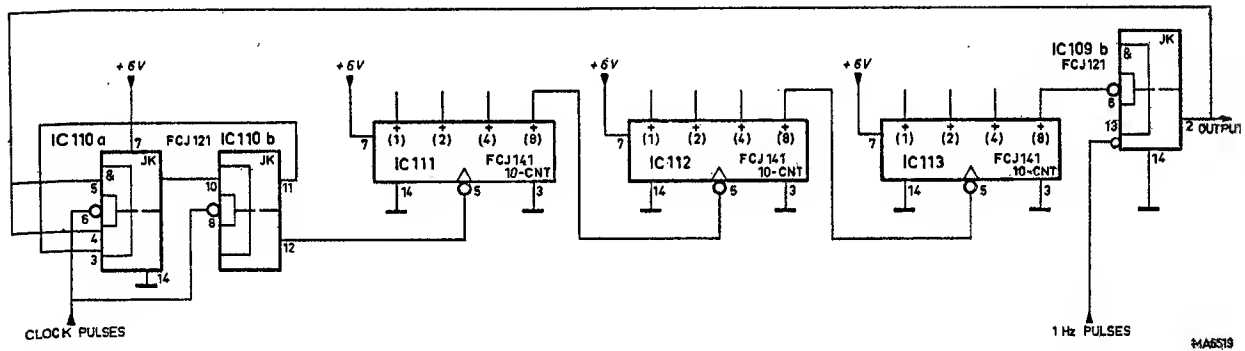 IC109 b
FCJ121
JK
&
6
13
2
OUTPUT
14
+6V
+6V
+6V
IC110a
7
FCJ121
IC110 b
JK
JK
&
5
6
4
3
14
10
8
11
12
7
(1) (2) (4) (8)
IC111
FCJ141
10-CNT
14
5
3
7
(1) (2) (4) (8)
IC112
FCJ141
10-CNT
14
5
3
7
(1) (2) (4) (8)
IC113
FCJ141
10-CNT
14
5
3
CLOCK PULSES
1 Hz PULSES
MA6519